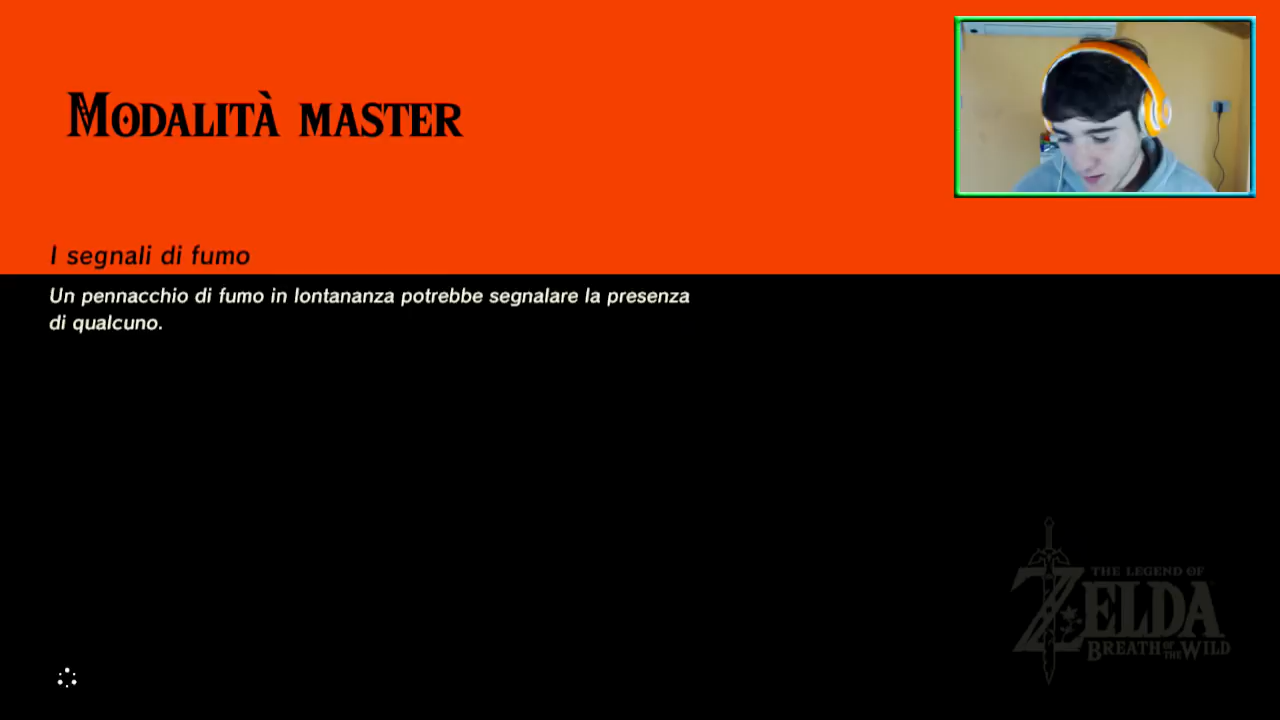 Modalità master
I segnali di fumo
Un pennacchio di fumo in lontananza potrebbe segnalare la presenza
di qualcuno.
THE LEGEND OF
ZELDA
BREATH OF THE WILD